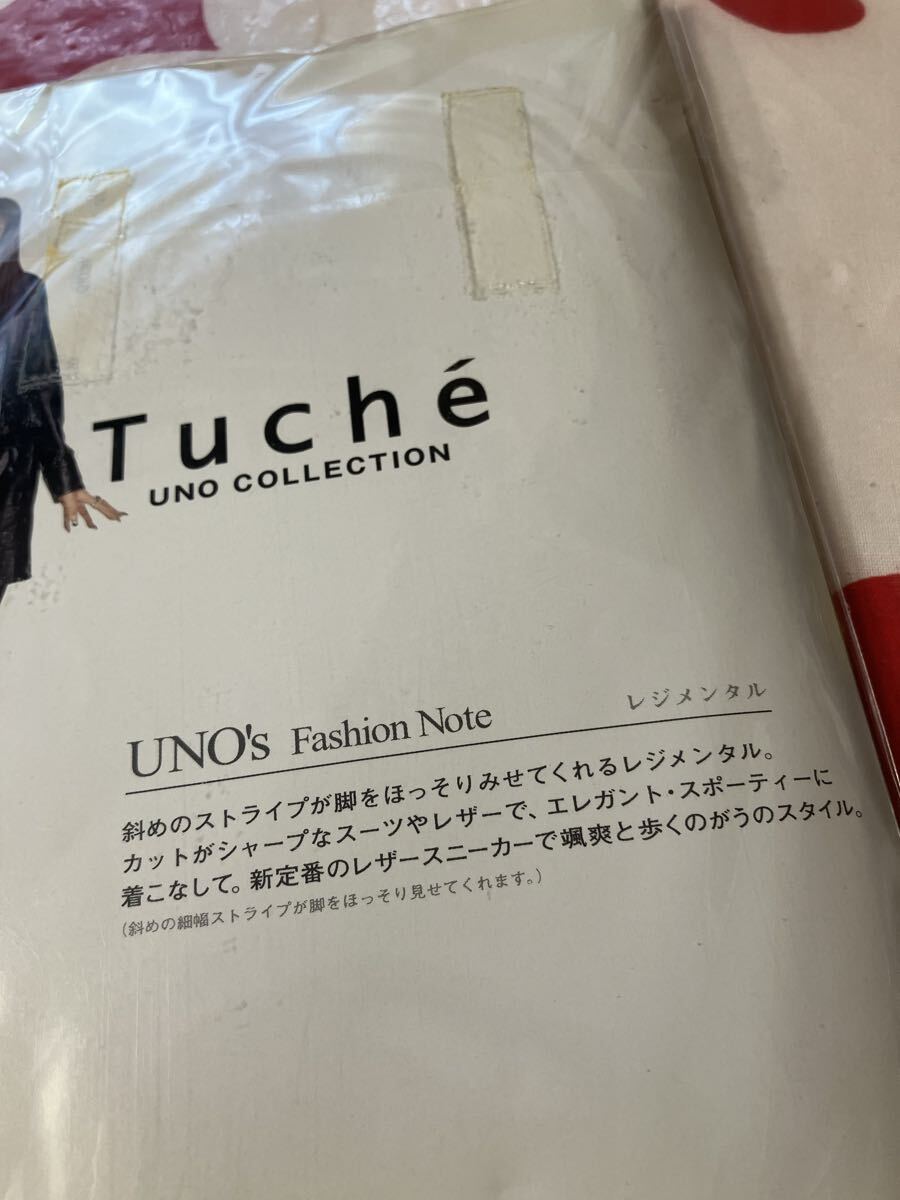 Tuché
UNO COLLECTION
UNO's Fashion Note レジメンタル
斜めのストライプが脚をほっそりみせてくれるレジメンタル。
カットがシャープなスーツやレザーで、エレガント・スポーティーに
着こなして。新定番のレザースニーカーで颯爽と歩くのがうのスタイル。
(斜めの細幅ストライプが脚をほっそり見せてくれます。)